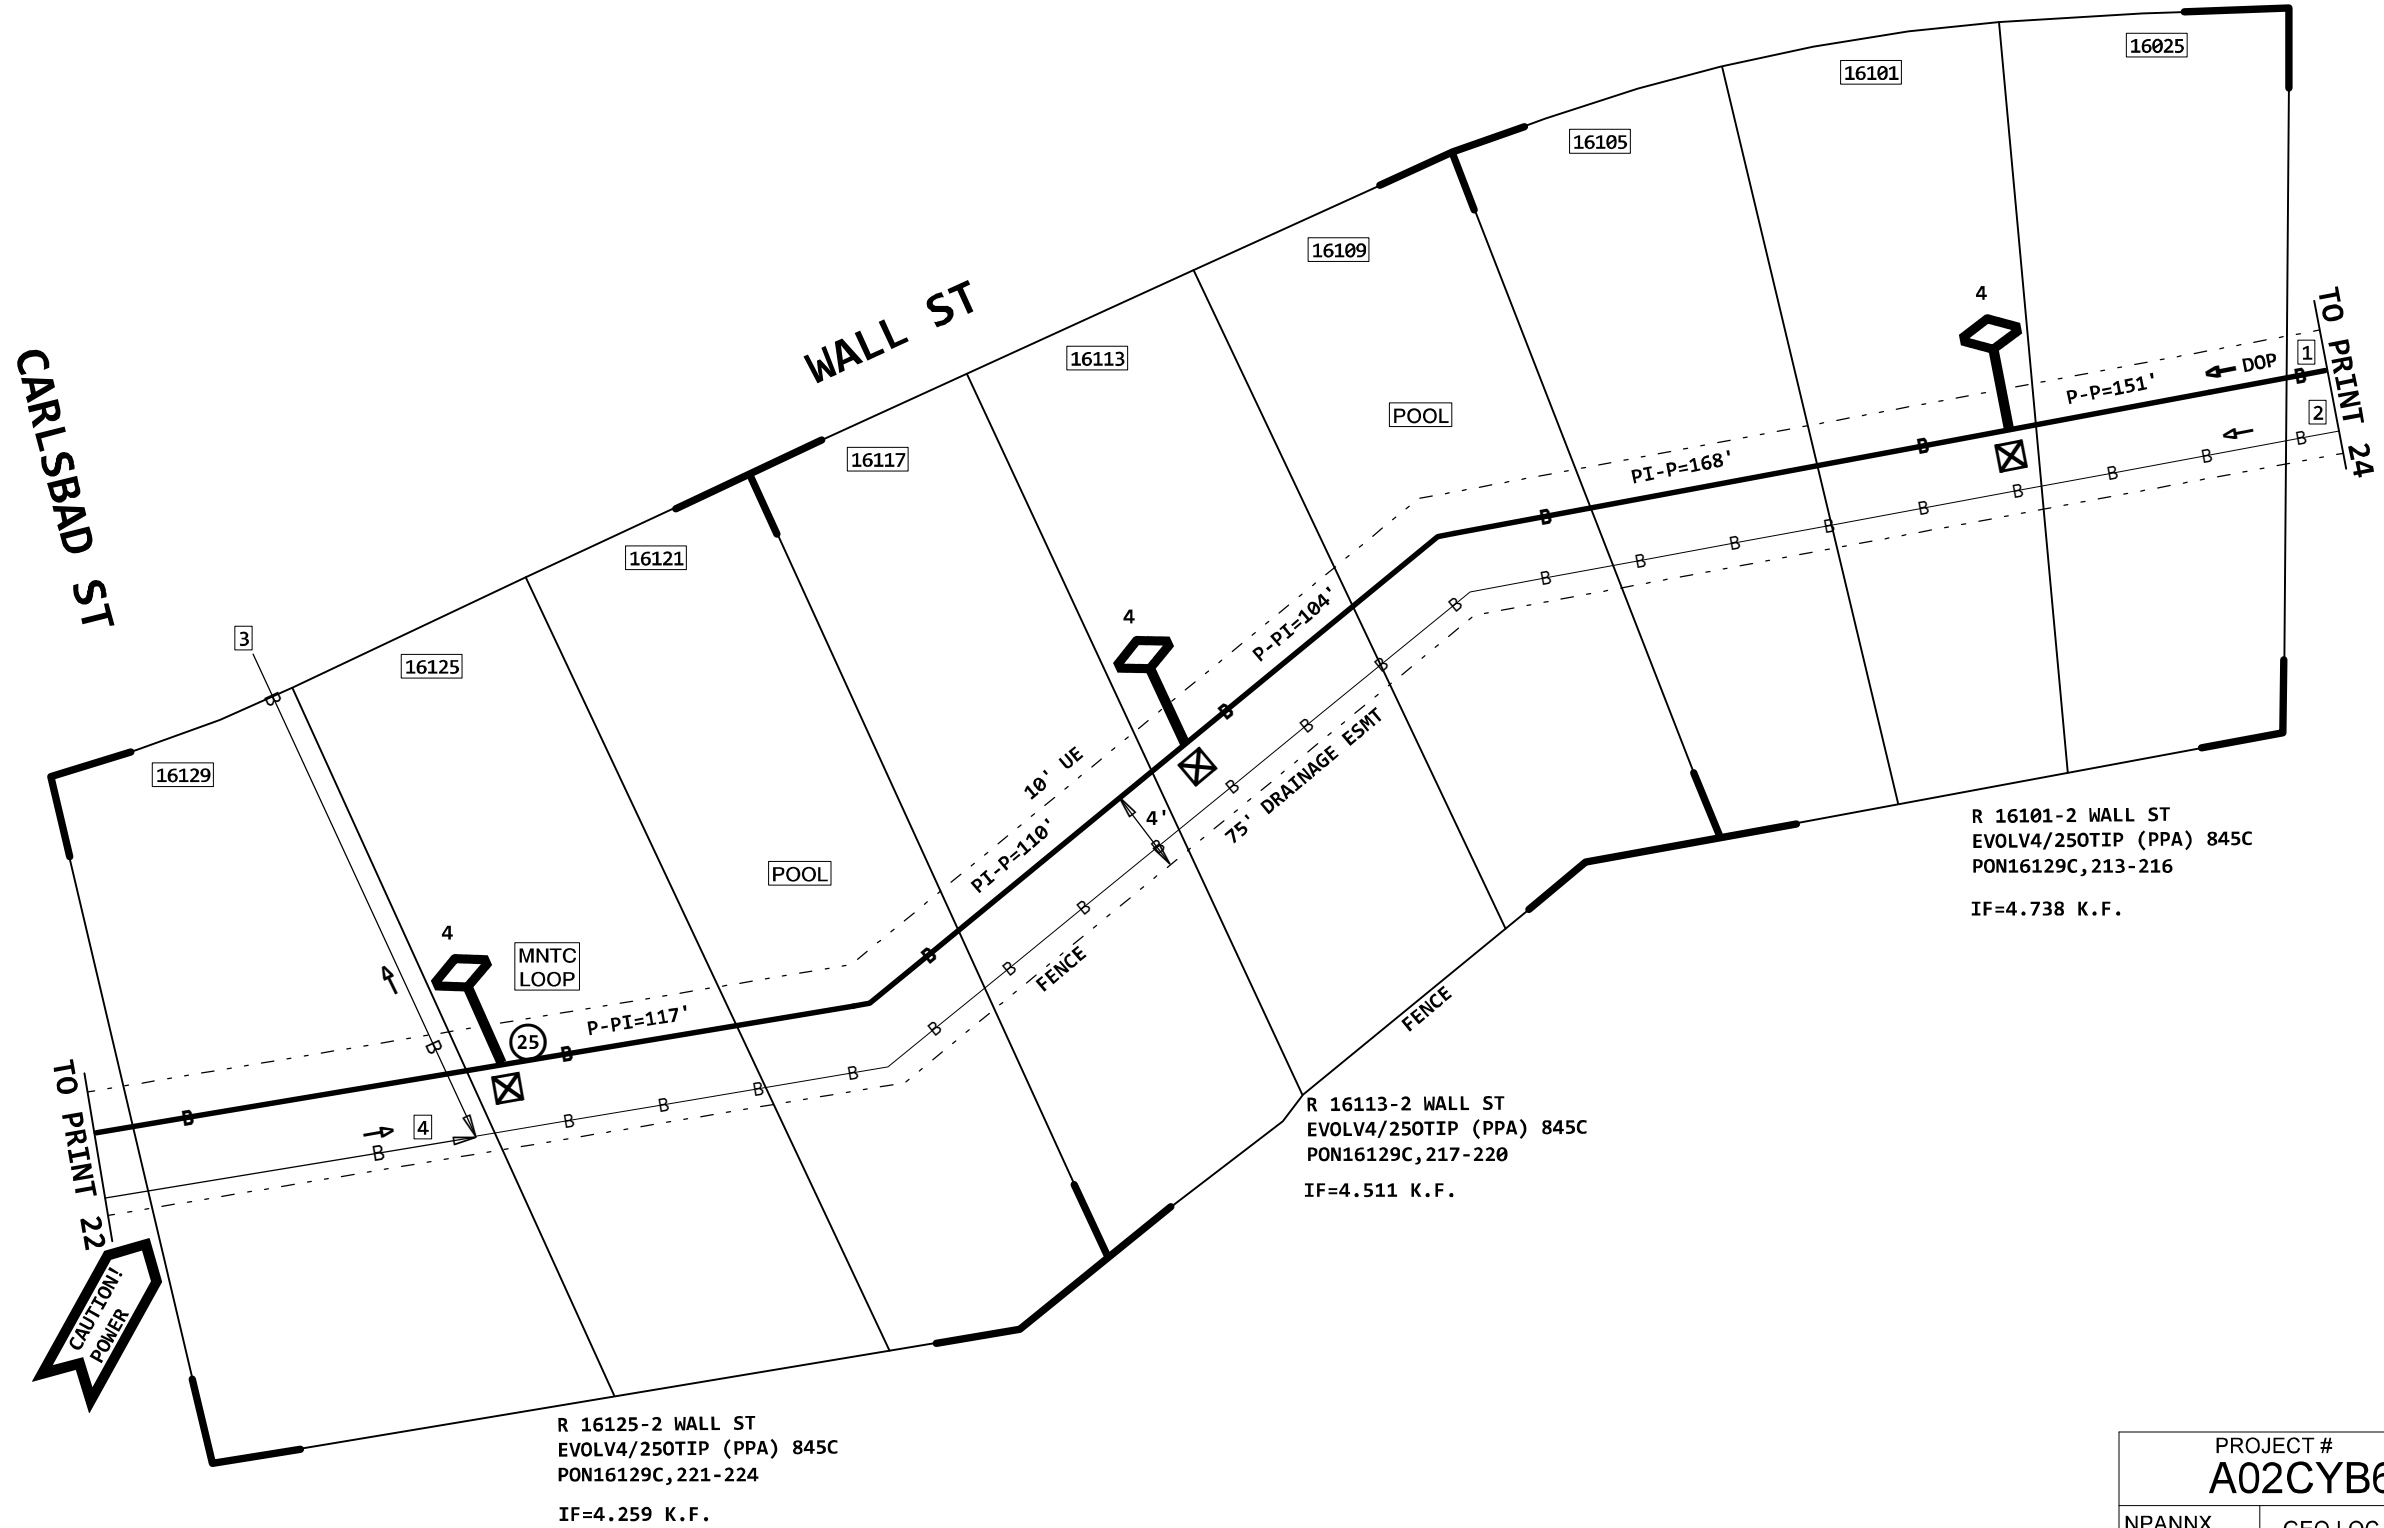 16025
16101
16105
16109
16113
16117
16121
16125
16129
WALL ST
CARLSBAD ST
TO PRINT 24
1
DOP
B
2
P-P=151'
4
B
B
B
B
B
B
B
B
B
B
PI-P=168'
B
POOL
P-PI=104'
4
B
B
B
B
B
10' UE
PI-P=110'
4'
B
B
B
B
B
B
75' DRAINAGE ESMT
FENCE
FENCE
POOL
3
B
B
4
MNTC
LOOP
25
P-PI=117'
B
B
B
B
B
4
B
B
TO PRINT 22
CAUTION!
POWER
R 16101-2 WALL ST
EVOLV4/25OTIP (PPA) 845C
PON16129C,213-216
IF=4.738 K.F.
R 16113-2 WALL ST
EVOLV4/25OTIP (PPA) 845C
PON16129C,217-220
IF=4.511 K.F.
R 16125-2 WALL ST
EVOLV4/25OTIP (PPA) 845C
PON16129C,221-224
IF=4.259 K.F.
PROJECT #
A02CYB6
NPANNX
GEO LOC